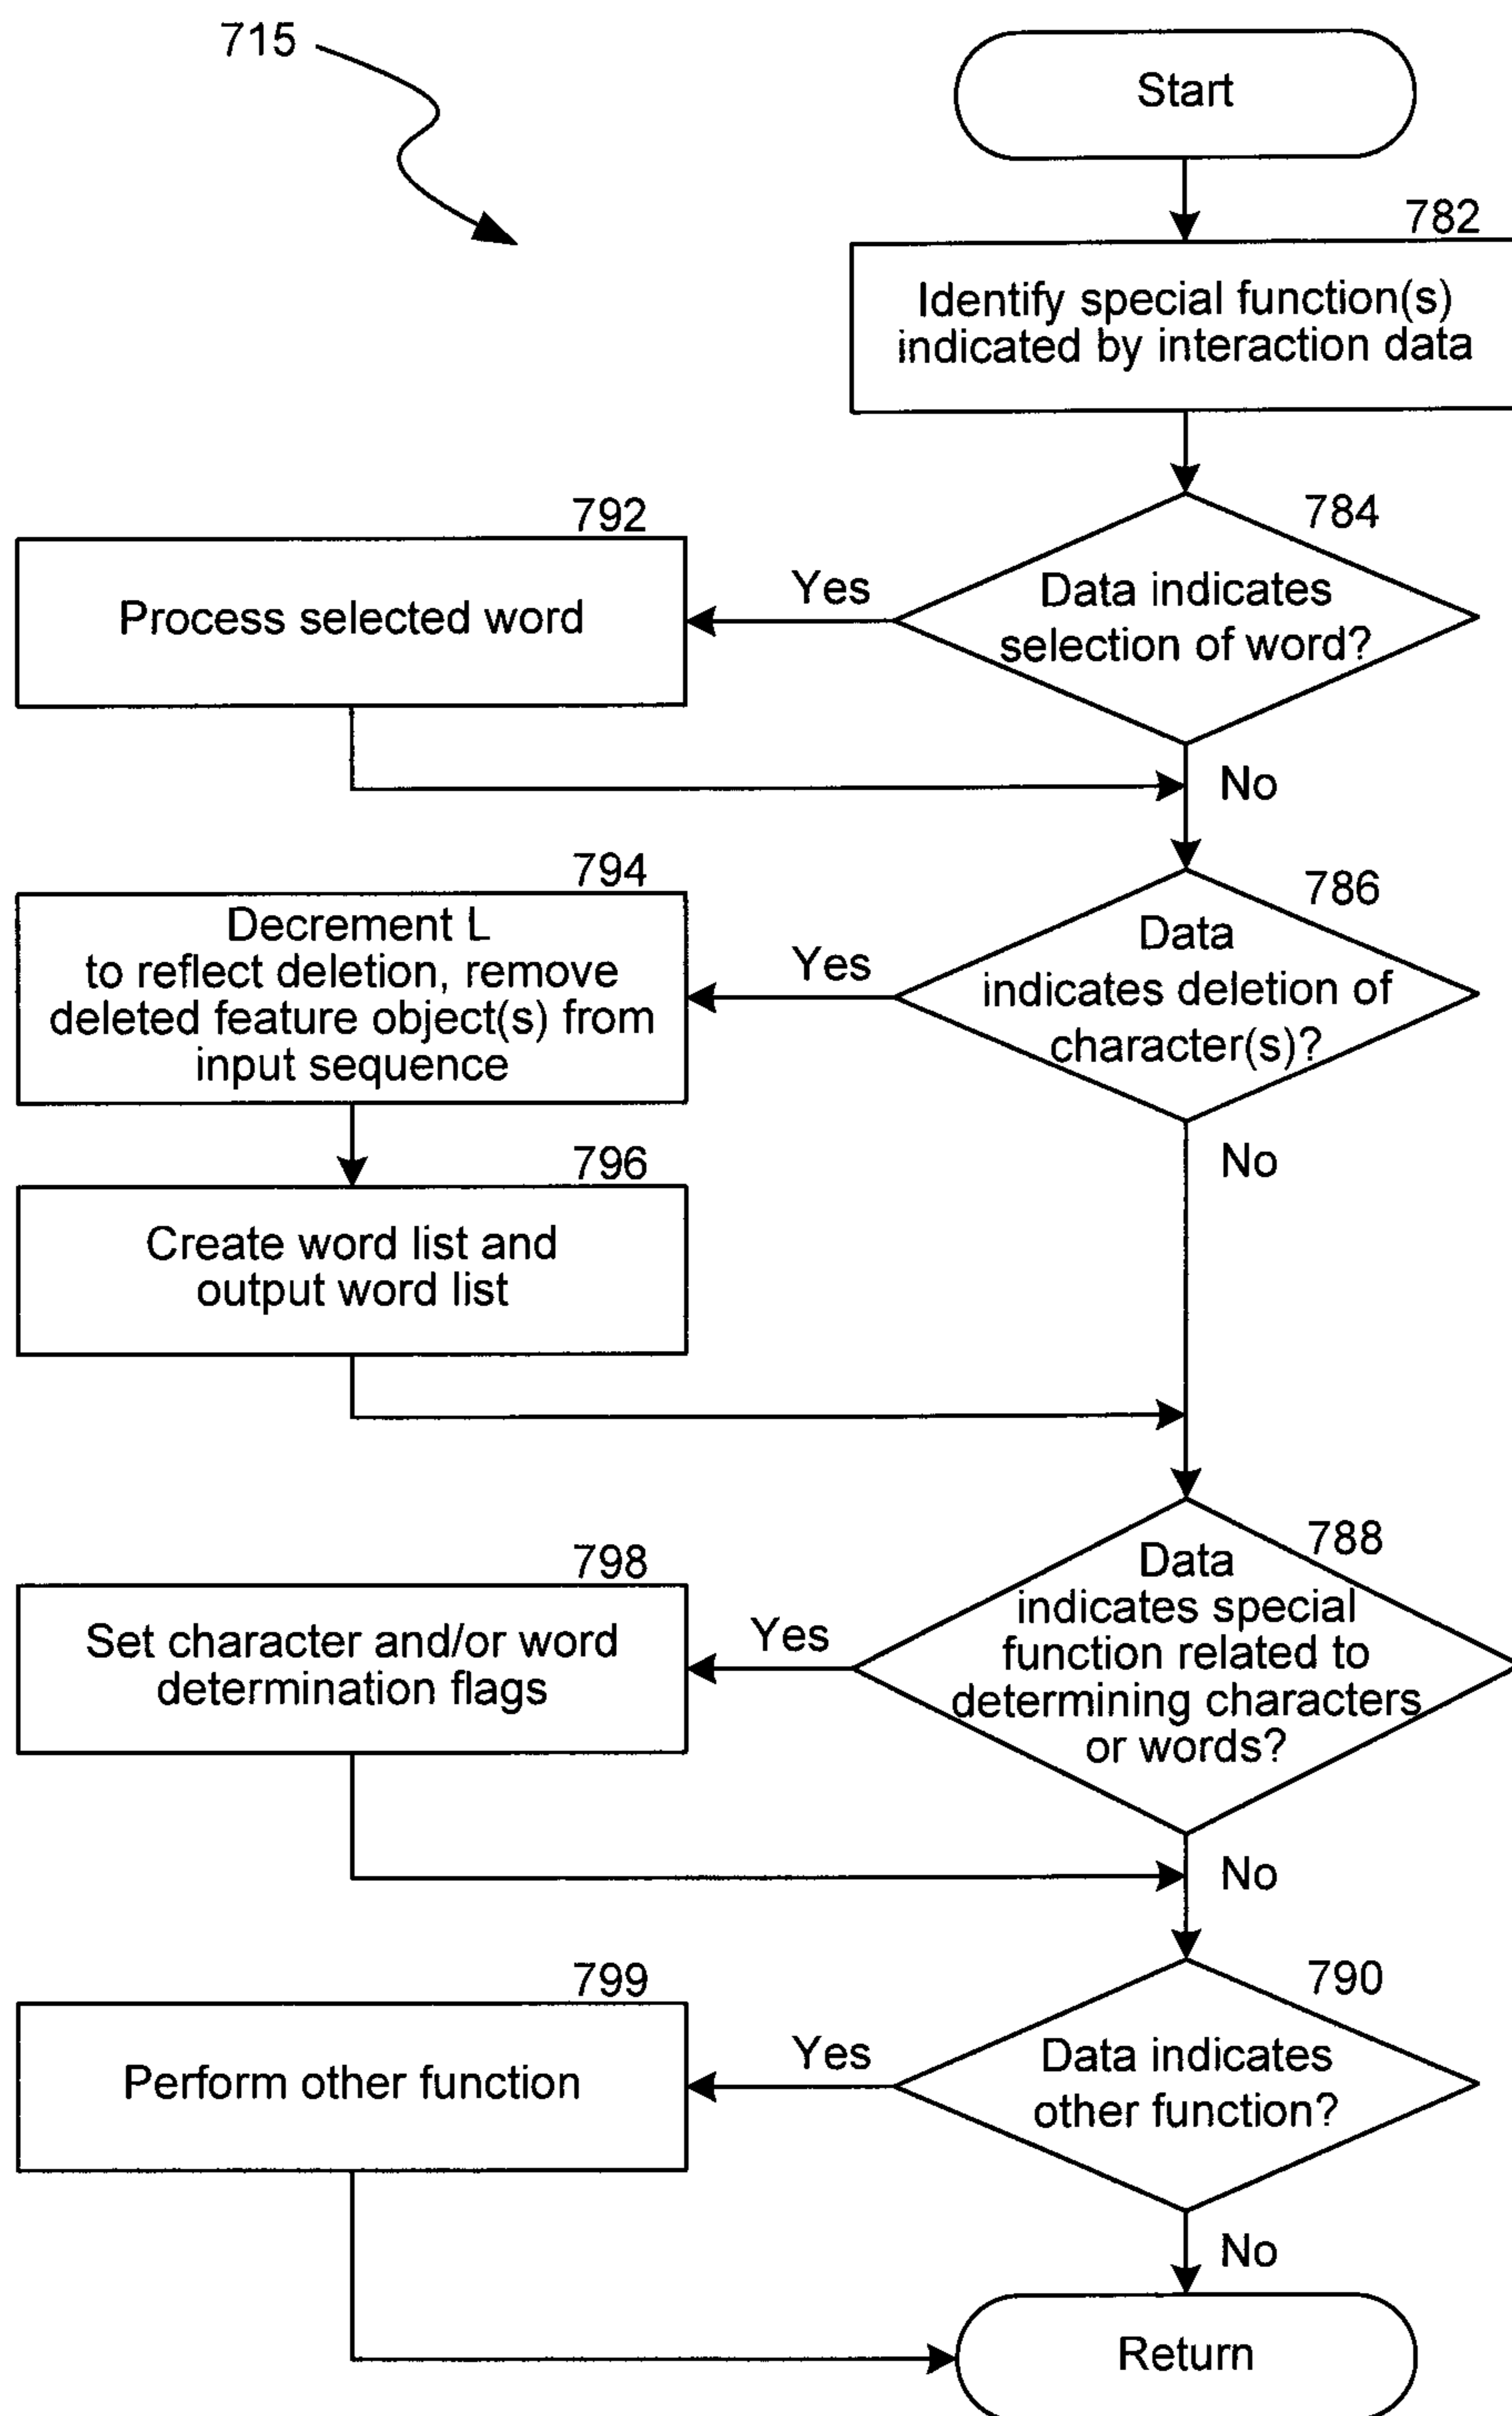 715
Start
782
Identify special function(s)
indicated by interaction data
784
Data indicates
selection of word?
Yes
792
Process selected word
No
786
Data
indicates deletion of
character(s)?
Yes
794
Decrement L
to reflect deletion, remove
deleted feature object(s) from
input sequence
No
796
Create word list and
output word list
788
Data
indicates special
function related to
determining characters
or words?
Yes
798
Set character and/or word
determination flags
No
790
Data indicates
other function?
Yes
799
Perform other function
No
Return